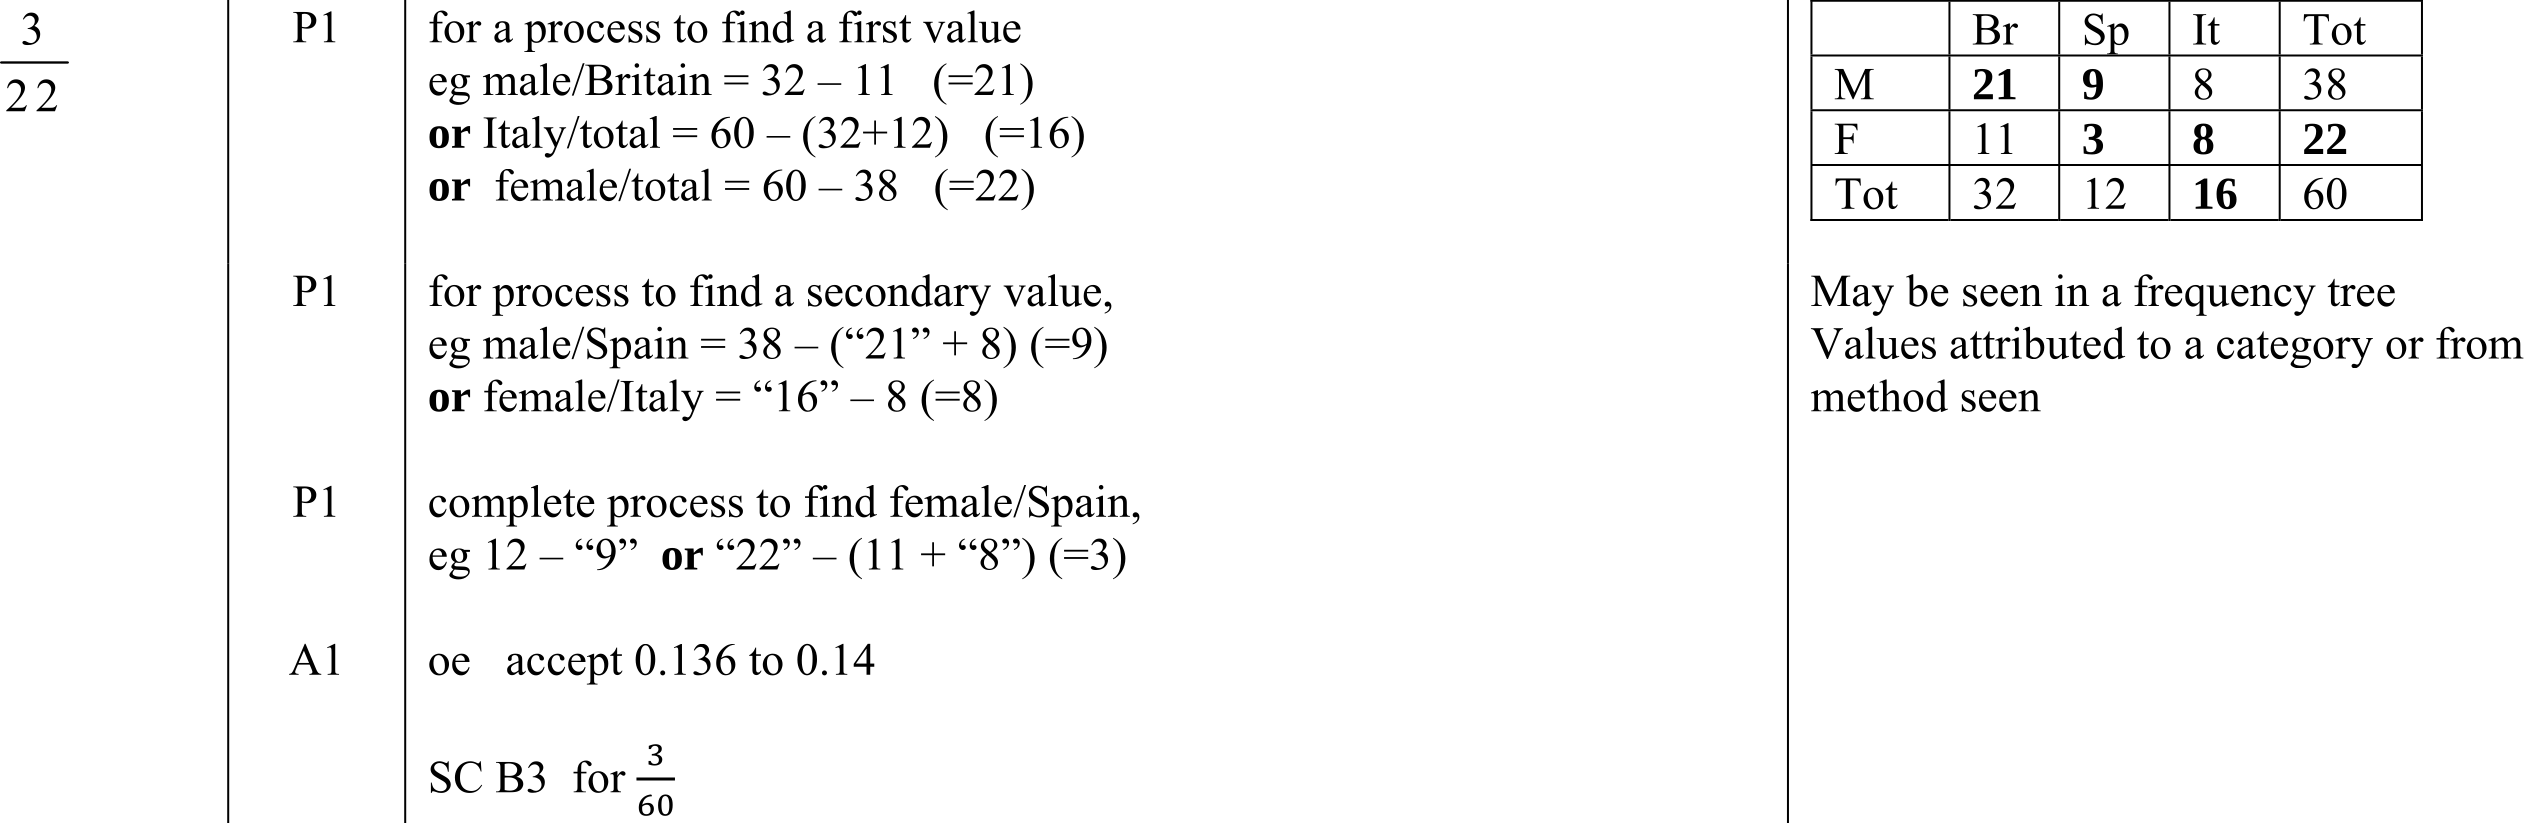 3
22
P1
for a process to find a first value
eg male/Britain = 32 – 11 (=21)
or Italy/total = 60 – (32+12) (=16)
or female/total = 60 – 38 (=22)
Br Sp It Tot
M 21 9 8 38
F 11 3 8 22
Tot 32 12 16 60
P1
for process to find a secondary value,
eg male/Spain = 38 – (“21” + 8) (=9)
or female/Italy = “16” – 8 (=8)
May be seen in a frequency tree
Values attributed to a category or from
method seen
P1
complete process to find female/Spain,
eg 12 – “9” or “22” – (11 + “8”) (=3)
A1
oe accept 0.136 to 0.14
SC B3 for 3/60